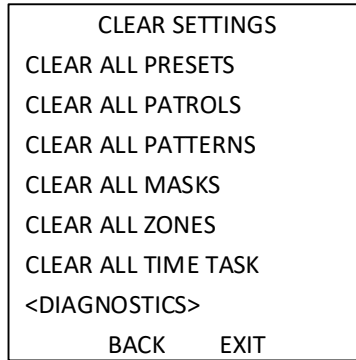 CLEAR SETTINGS
CLEAR ALL PRESETS
CLEAR ALL PATROLS
CLEAR ALL PATTERNS
CLEAR ALL MASKS
CLEAR ALL ZONES
CLEAR ALL TIME TASK
<DIAGNOSTICS>
BACK EXIT